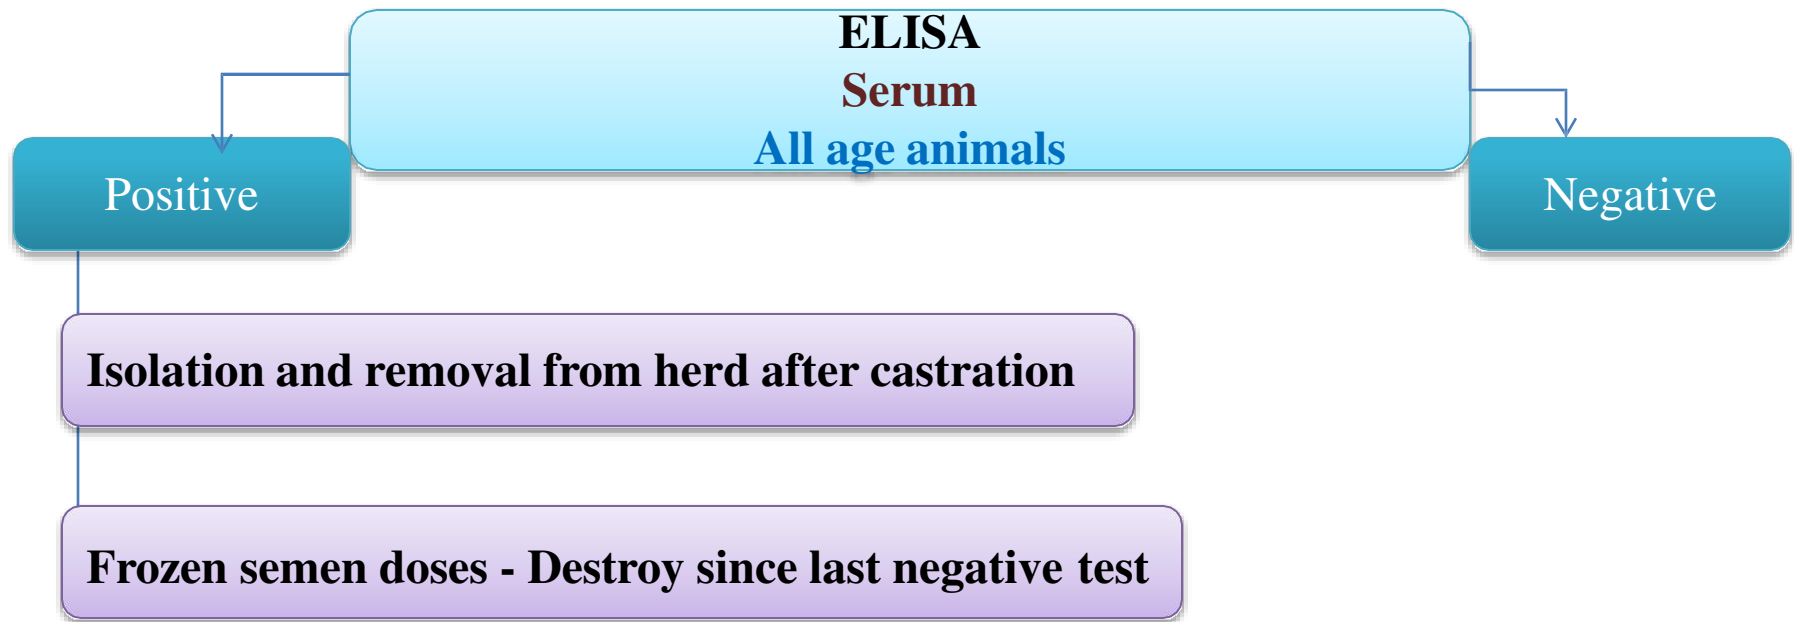 ELISA
Serum
All age animals
Positive
Negative
Isolation and removal from herd after castration
Frozen semen doses - Destroy since last negative test